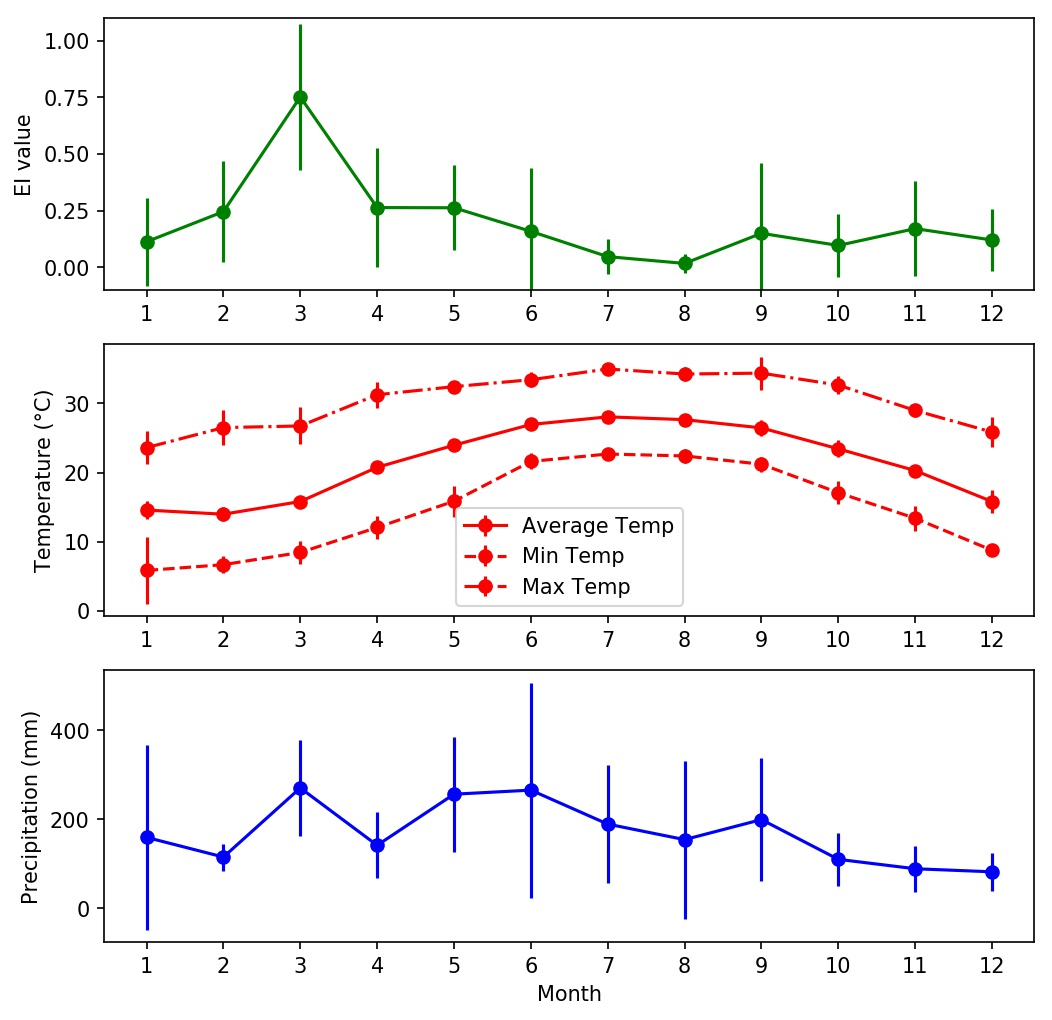 EI value
1.00
0.75
0.50
0.25
0.00
1 2 3 4 5 6 7 8 9 10 11 12
Temperature (°C)
30
20
10
0
Average Temp
Min Temp
Max Temp
1 2 3 4 5 6 7 8 9 10 11 12
Precipitation (mm)
400
200
0
1 2 3 4 5 6 7 8 9 10 11 12
Month